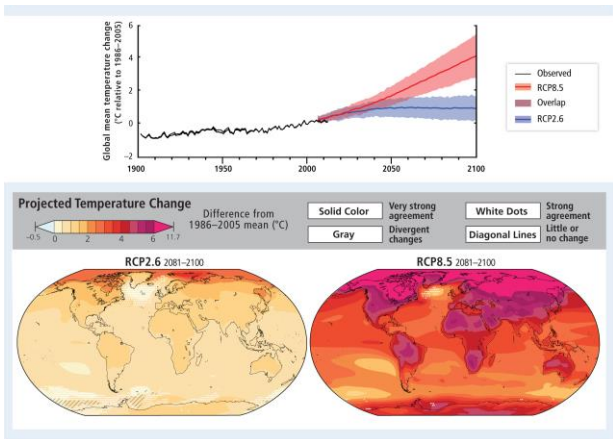 Global mean temperature change
(°C relative to 1986–2005)
6
4
2
0
−2
1900
1950
2000
2050
2100
Observed
RCP8.5
Overlap
RCP2.6
Projected Temperature Change
−0.5 0 2 4 6 11.7
Difference from
1986–2005 mean (°C)
Solid Color
Very strong
agreement
White Dots
Strong
agreement
Gray
Divergent
changes
Diagonal Lines
Little or
no change
RCP2.6 2081–2100
RCP8.5 2081–2100